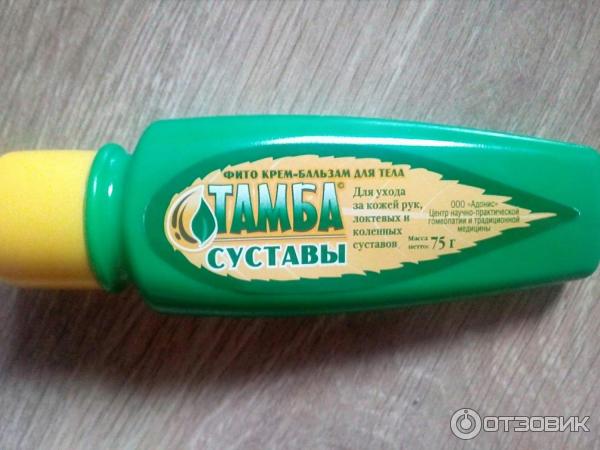 ФИТО КРЕМ-БАЛЬЗАМ ДЛЯ ТЕЛА
ТАМБА©
СУСТАВЫ
Для ухода
за кожей рук,
локтевых и
коленных
суставов
Масса
нетто: 75 г
ООО «Адонис»
Центр научно-практической
гомеопатии и традиционной
медицины
ОТЗОВИК